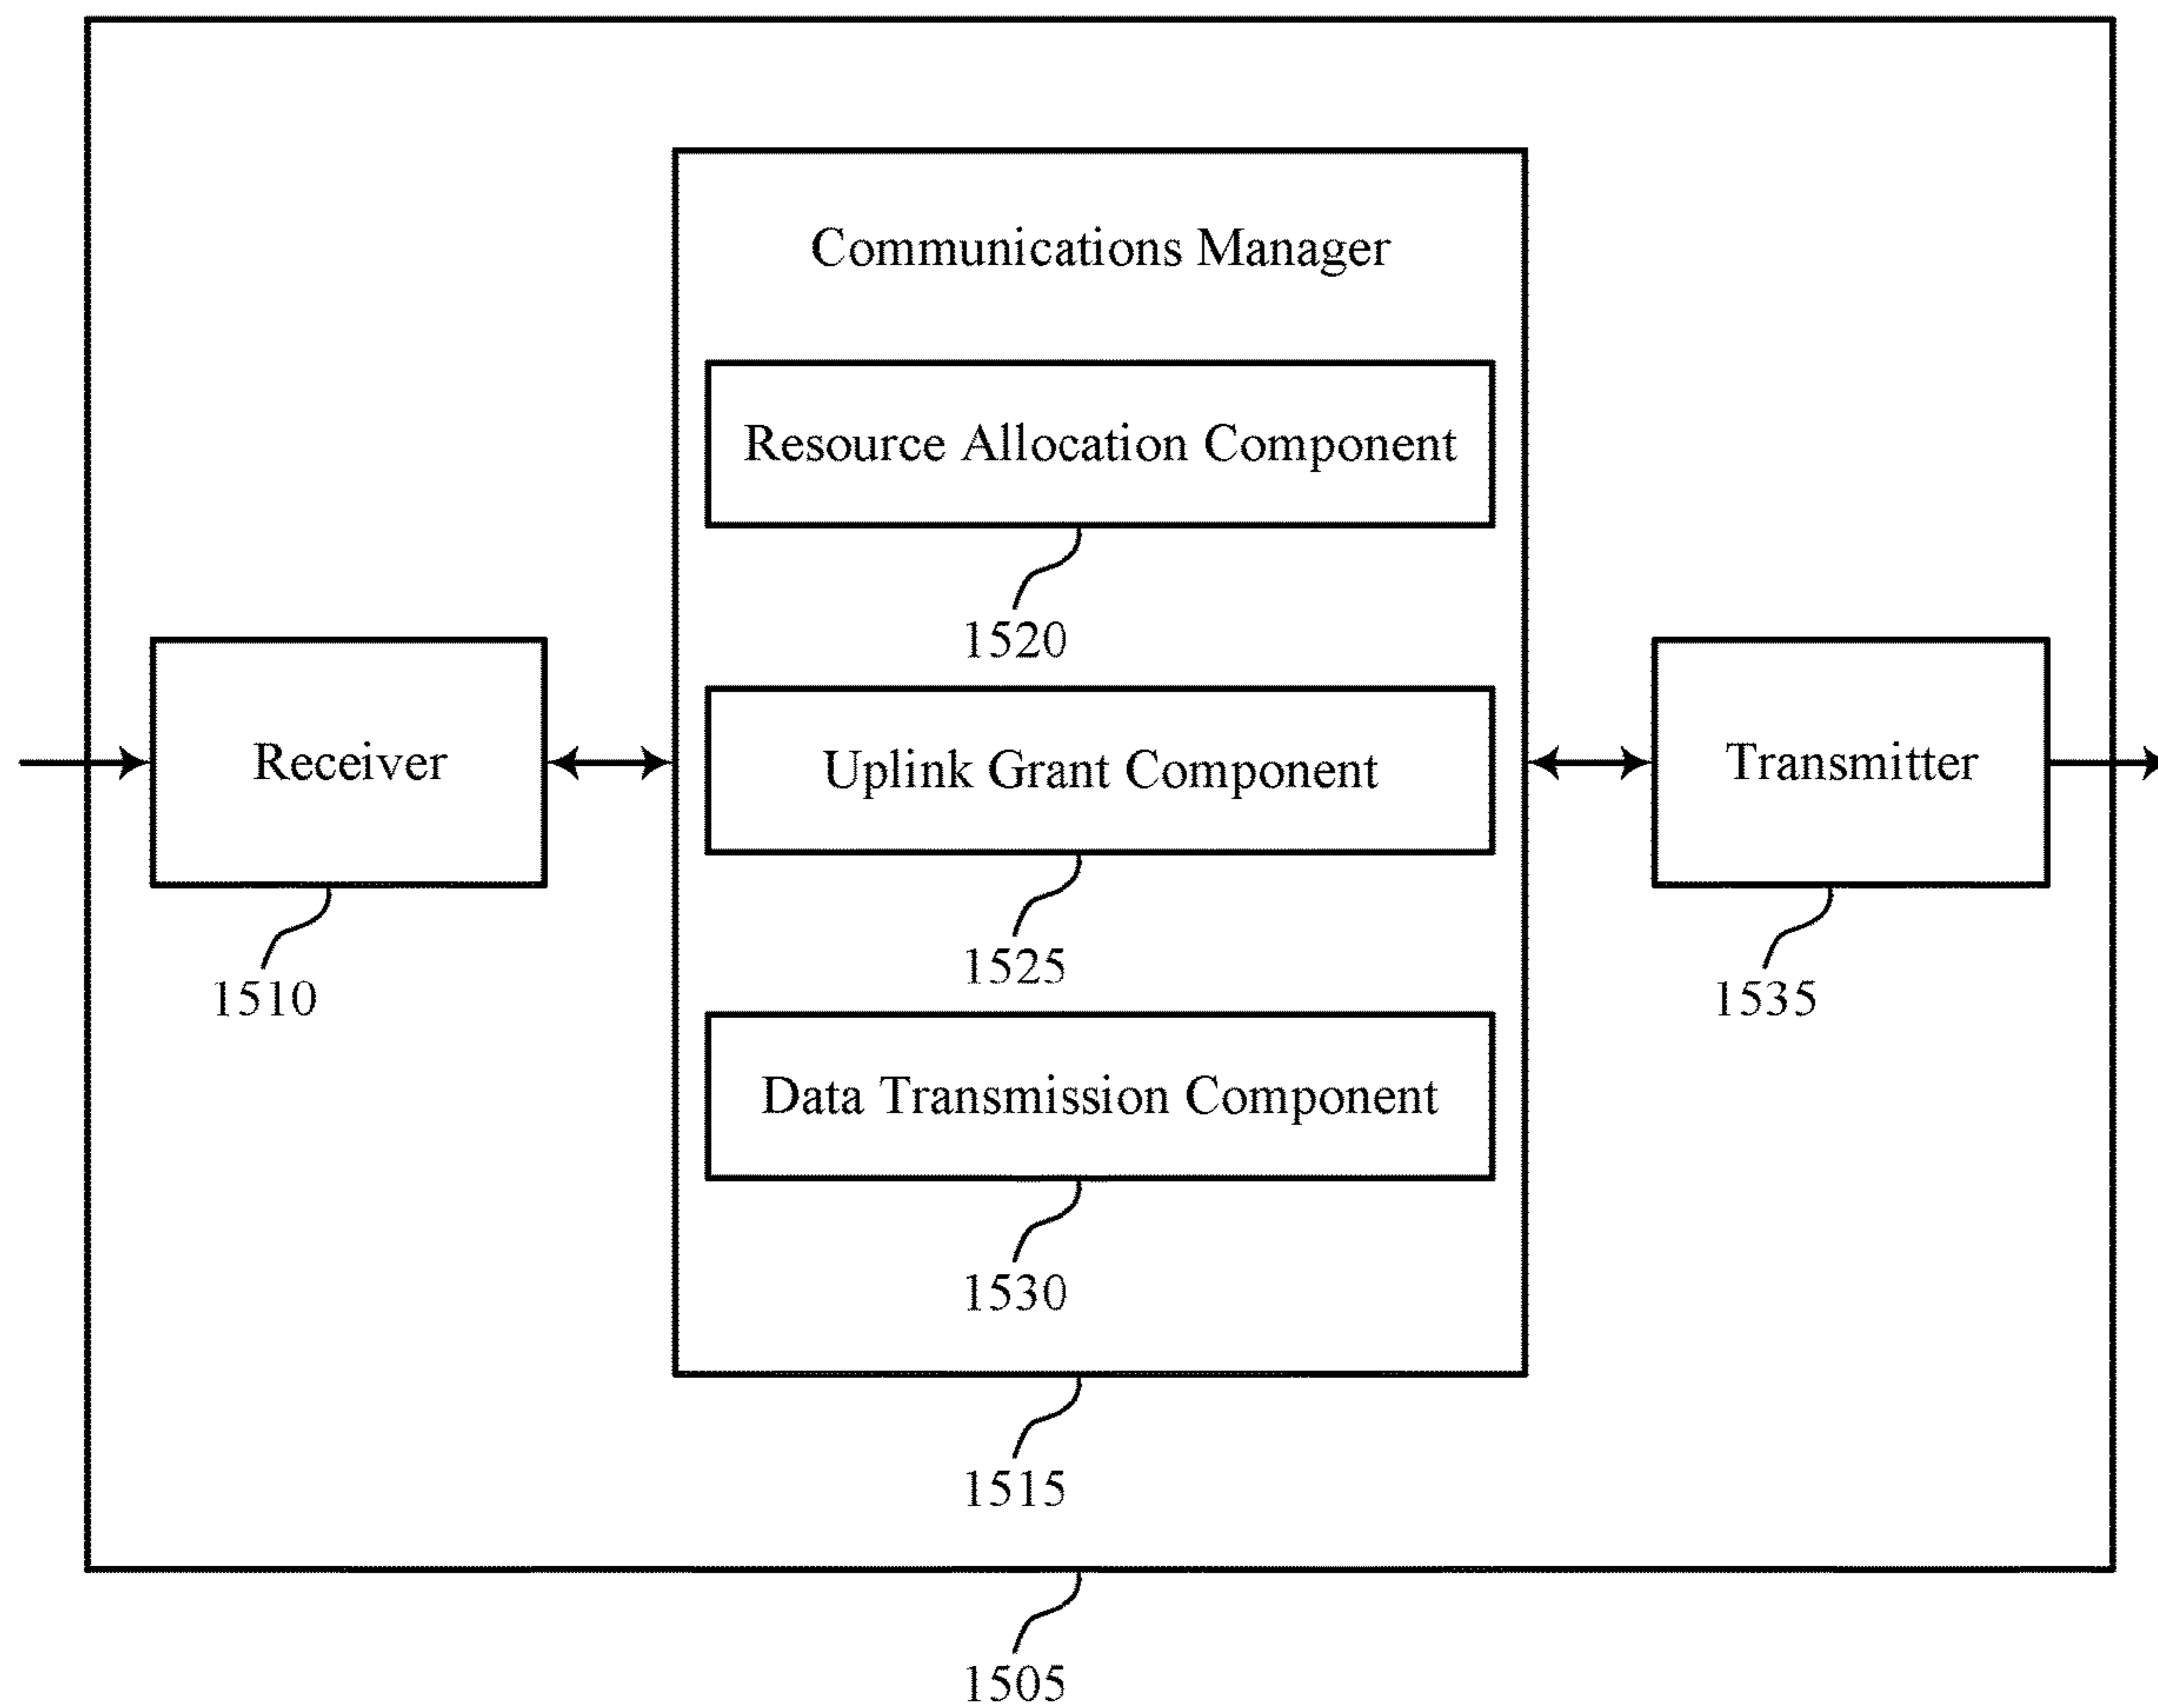 Communications Manager
Resource Allocation Component
1520
Receiver
1510
Uplink Grant Component
1525
Transmitter
1535
Data Transmission Component
1530
1515
1505